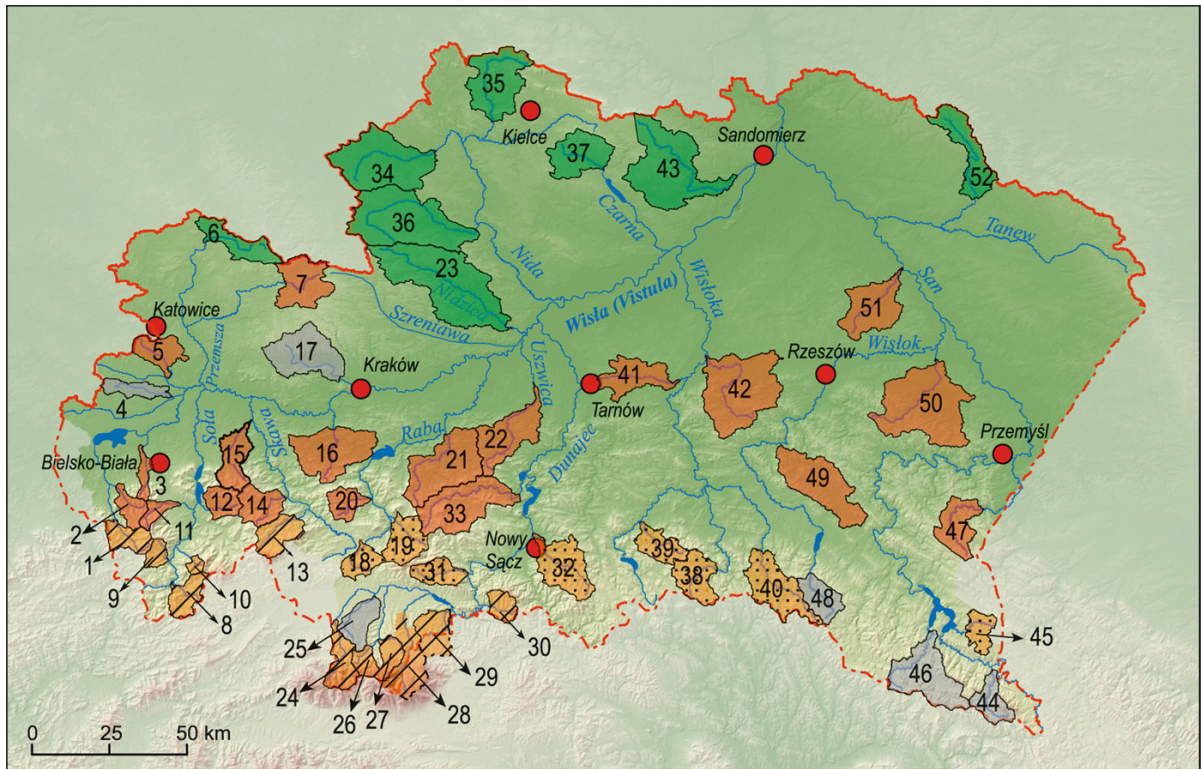 35
Kielce
37
43
Sandomierz
34
52
36
Czarna
Tanew
6
23
Nida
Nidzica
San
7
Wisłoka
Katowice
Szreniawa
Wisła (Vistula)
51
5
Przemsza
17
Kraków
Uszwica
Rzeszów
Wisłok
4
41
42
50
Tarnów
Soła
Skawa
Raba
22
Dunajec
Przemyśl
15
16
21
Bielsko-Biała
3
49
12
14
20
33
2
11
47
1
13
18
19
Nowy
Sącz
39
9
10
31
32
38
40
48
8
25
30
45
24
29
46
44
26
27
28
0
25
50 km